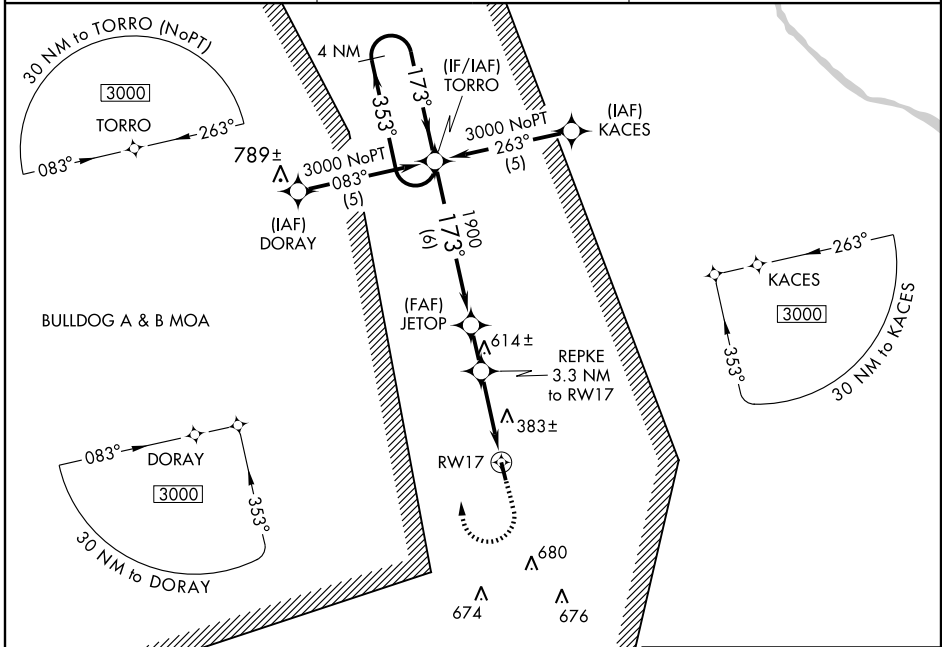 30 NM to TORRO (NoPT)
3000
TORRO
083°
263°
4 NM
173°
353°
(IF/IAF)
TORRO
(IAF)
KACES
3000 NoPT
263°
(5)
789±
3000 NoPT
083°
(5)
(IAF)
DORAY
1900
173°
(6)
263°
KACES
3000
353°
30 NM to KACES
BULLDOG A & B MOA
(FAF)
JETOP
614±
REPKE
3.3 NM
to RW17
383±
RW17
083°
DORAY
3000
353°
30 NM to DORAY
680
674
676